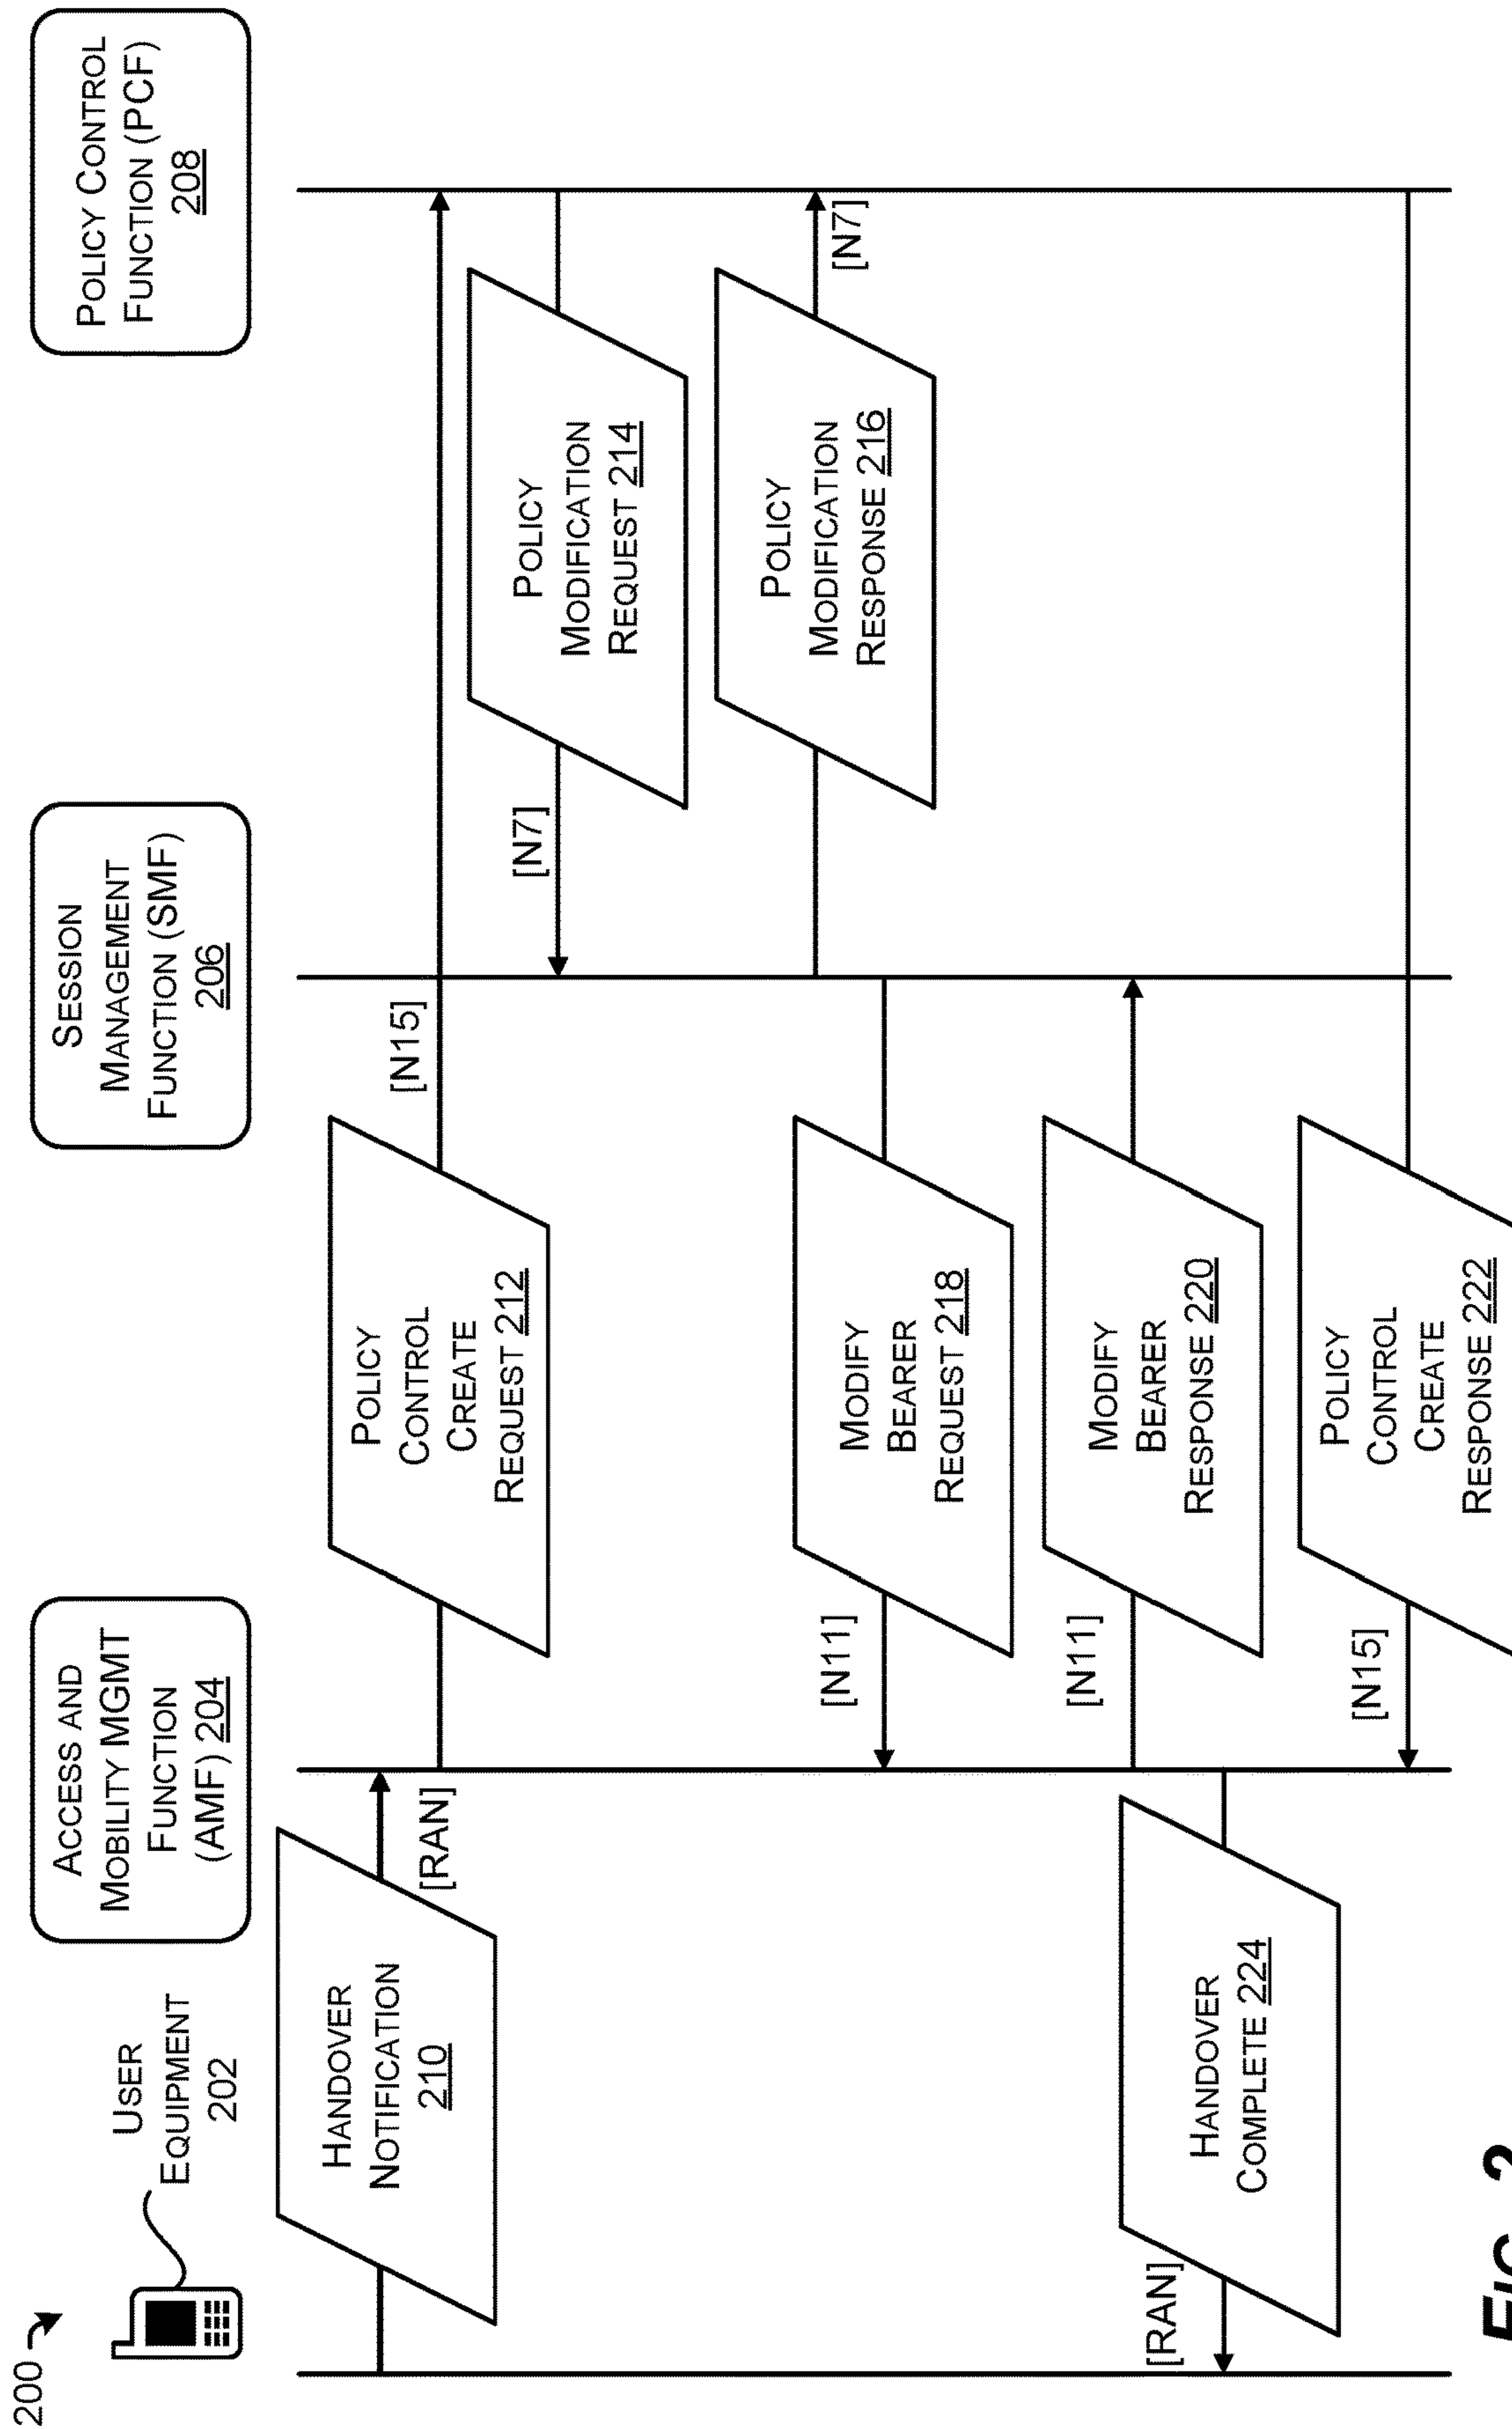 200
USER
EQUIPMENT
202
ACCESS AND
MOBILITY MGMT
FUNCTION
(AMF) 204
SESSION
MANAGEMENT
FUNCTION (SMF)
206
POLICY CONTROL
FUNCTION (PCF)
208
HANDOVER
NOTIFICATION
210
[RAN]
POLICY
CONTROL
CREATE
REQUEST 212
[N15]
[N7]
POLICY
MODIFICATION
REQUEST 214
POLICY
MODIFICATION
RESPONSE 216
[N7]
[N11]
MODIFY
BEARER
REQUEST 218
[N11]
MODIFY
BEARER
RESPONSE 220
[RAN]
HANDOVER
COMPLETE 224
[N15]
POLICY
CONTROL
CREATE
RESPONSE 222
FIG. 2